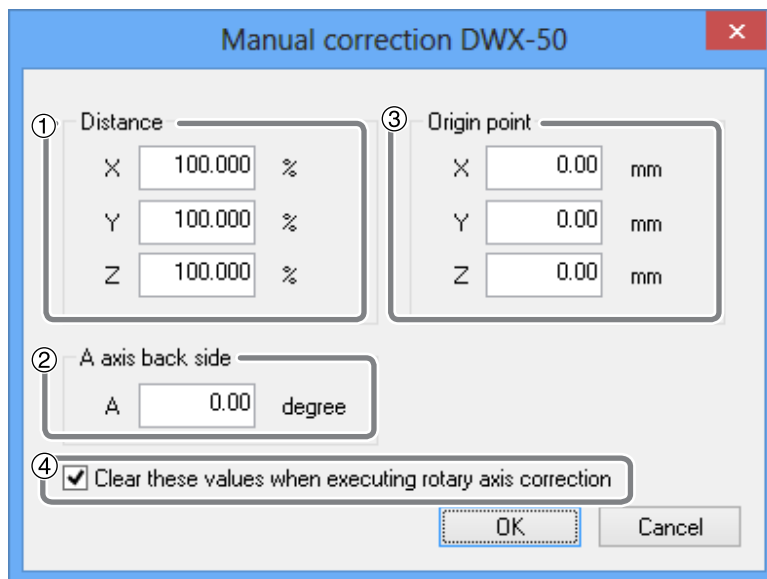 Manual correction DWX-50
×
① Distance
X 100.000 %
Y 100.000 %
Z 100.000 %
③ Origin point
X 0.00 mm
Y 0.00 mm
Z 0.00 mm
② A axis back side
A 0.00 degree
④ Clear these values when executing rotary axis correction
OK Cancel